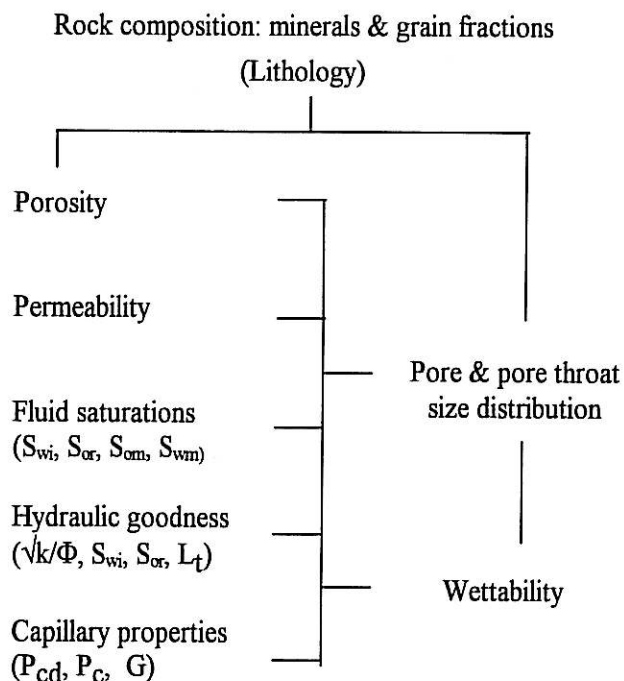 Rock composition: minerals & grain fractions
(Lithology)
Porosity
Permeability
Fluid saturations
(Swi, Sor, Som, Swm)
Hydraulic goodness
(√k/Φ, Swi, Sor, Lt)
Capillary properties
(Pcd, Pc, G)
Pore & pore throat
size distribution
Wettability